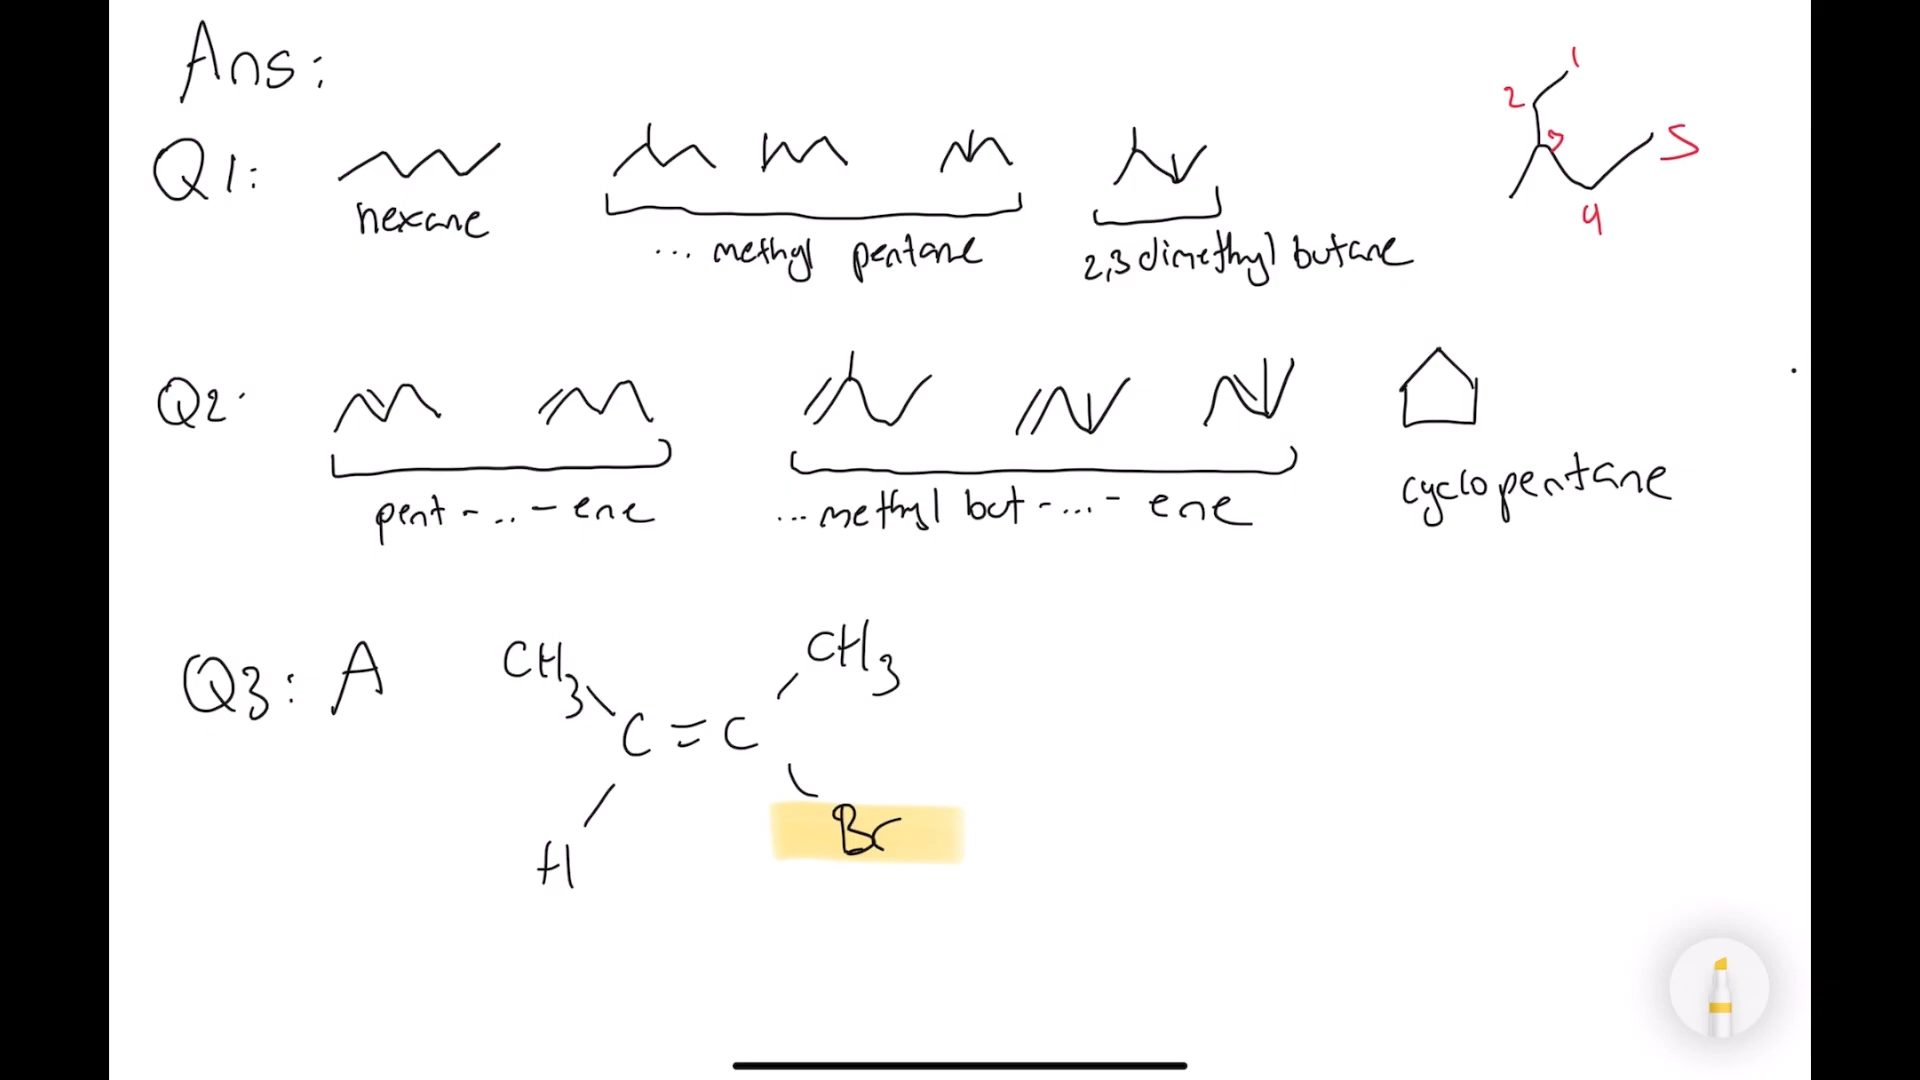 Ans:
1
2
3
5
4
Q1:
hexane
... methyl pentane
2,3 dimethyl butane
Q2:
pent - .. - ene
... methyl but - ... - ene
cyclopentane
Q3: A
CH3
CH3
C = C
H
Br